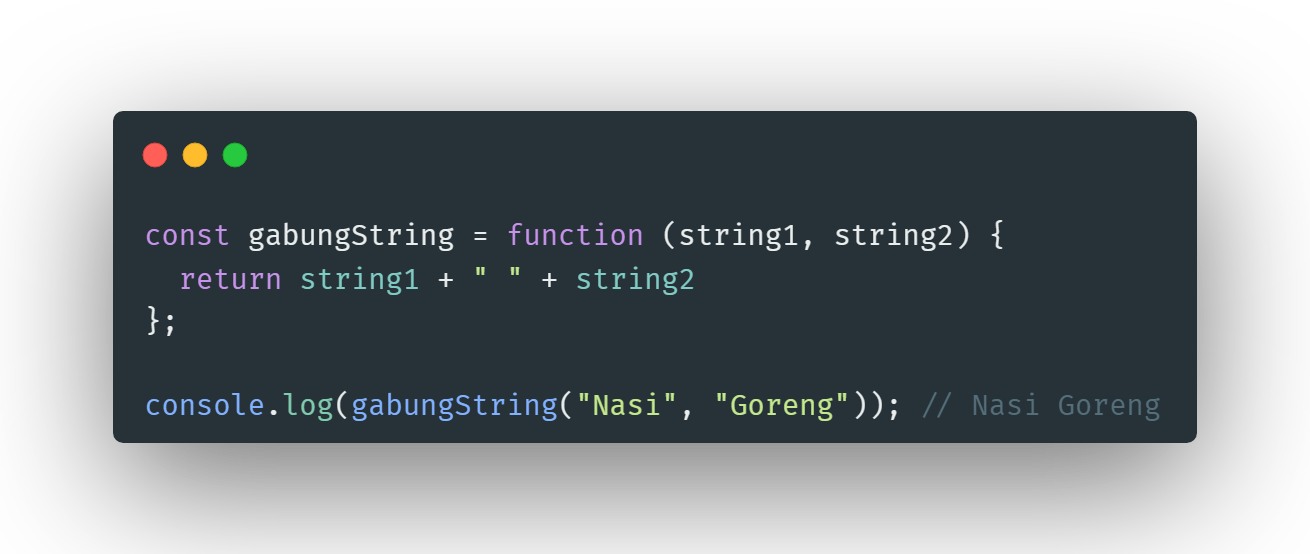 const gabungString = function (string1, string2) {
  return string1 + " " + string2
};

console.log(gabungString("Nasi", "Goreng")); // Nasi Goreng